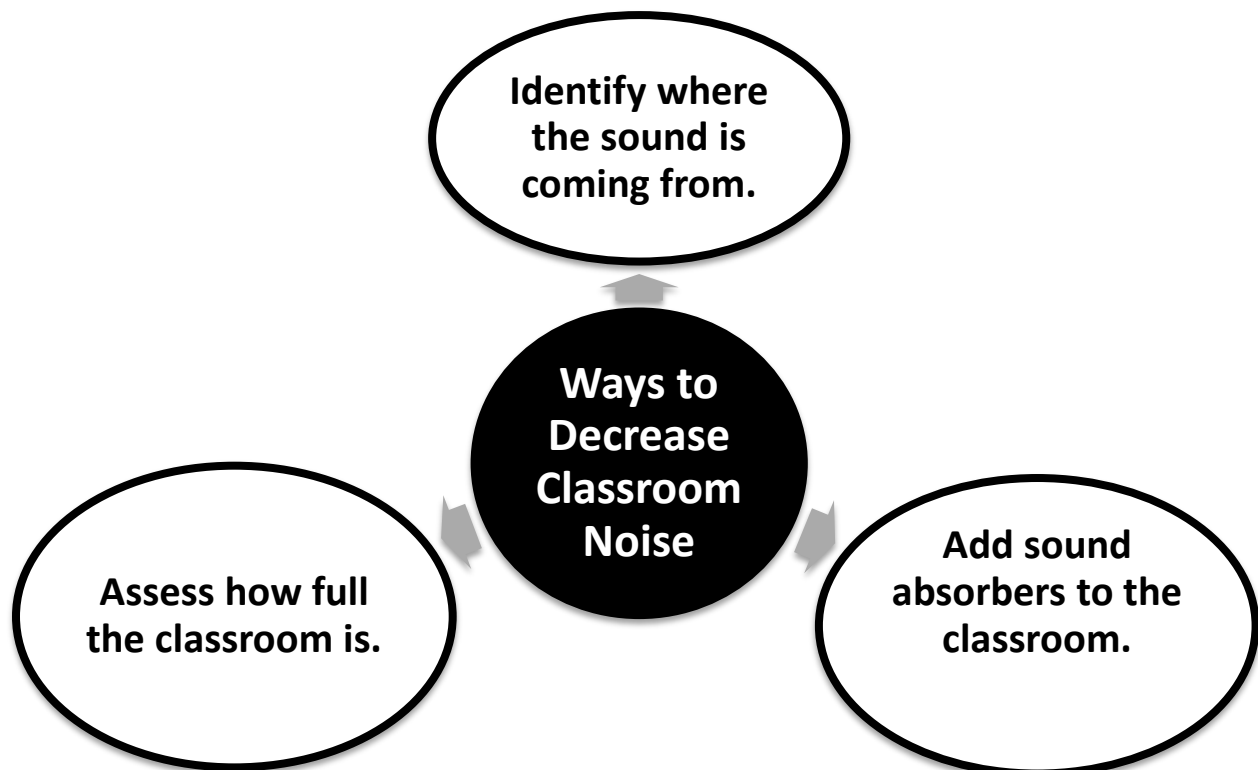 Identify where
the sound is
coming from.
Ways to
Decrease
Classroom
Noise
Assess how full
the classroom is.
Add sound
absorbers to the
classroom.